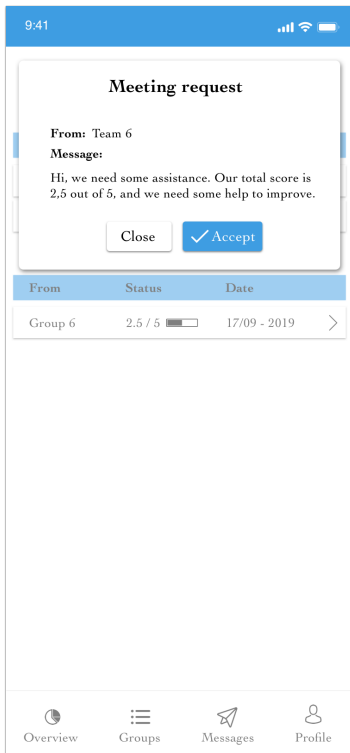 9:41
Meeting request
From: Team 6
Message:
Hi, we need some assistance. Our total score is
2,5 out of 5, and we need some help to improve.
Close Accept
From Status Date
Group 6 2.5 / 5 17/09 - 2019
Overview Groups Messages Profile